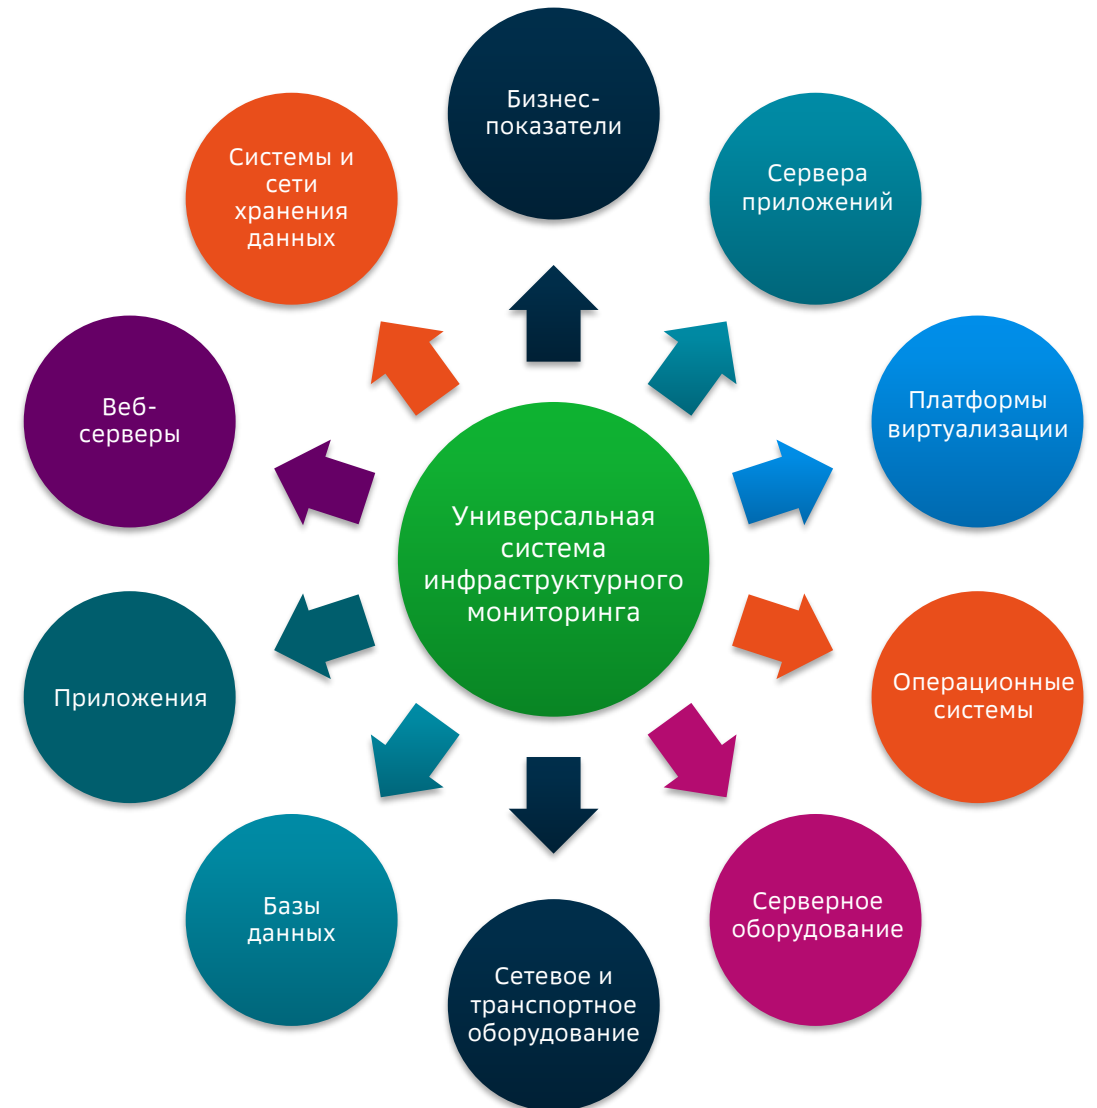 Бизнес-
показатели
Сервера
приложений
Платформы
виртуализации
Операционные
системы
Серверное
оборудование
Сетевое и
транспортное
оборудование
Базы
данных
Приложения
Веб-
серверы
Системы и
сети
хранения
данных
Универсальная
система
инфраструктурного
мониторинга